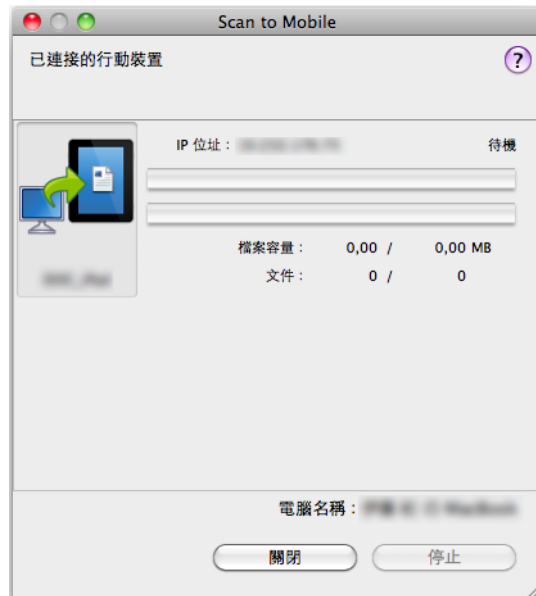 Scan to Mobile
已連接的行動裝置
?
IP 位址：
待機
檔案容量： 0,00 / 0,00 MB
文件： 0 / 0
電腦名稱：
關閉
停止